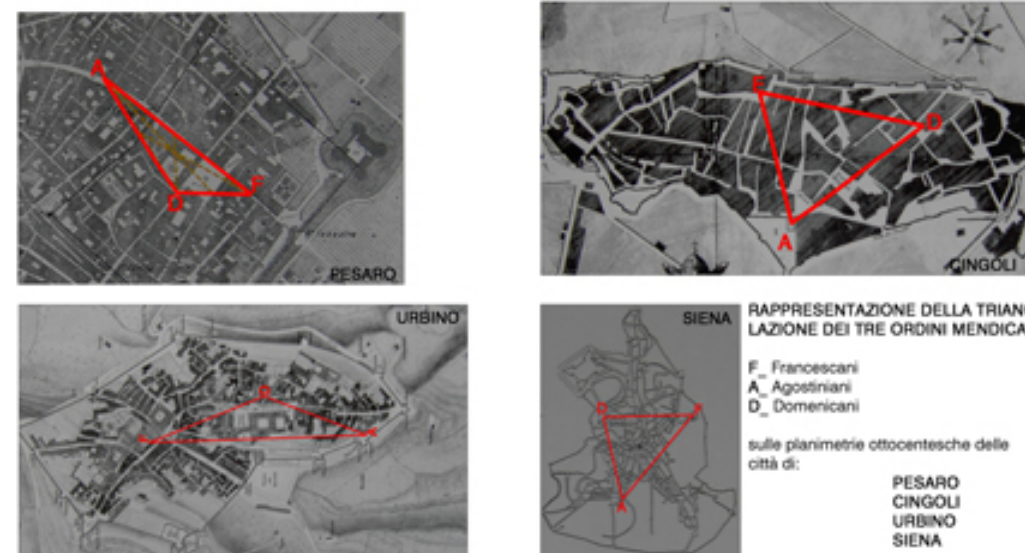 A
D
F
PESARO
F
D
A
CINGOLI
URBINO
D
SIENA
D
A
RAPPRESENTAZIONE DELLA TRIAN
LAZIONE DEI TRE ORDINI MENDICA
F_ Francescani
A_ Agostiniani
D_ Domenicani
sulle planimetrie ottocentesche delle
città di:
PESARO
CINGOLI
URBINO
SIENA